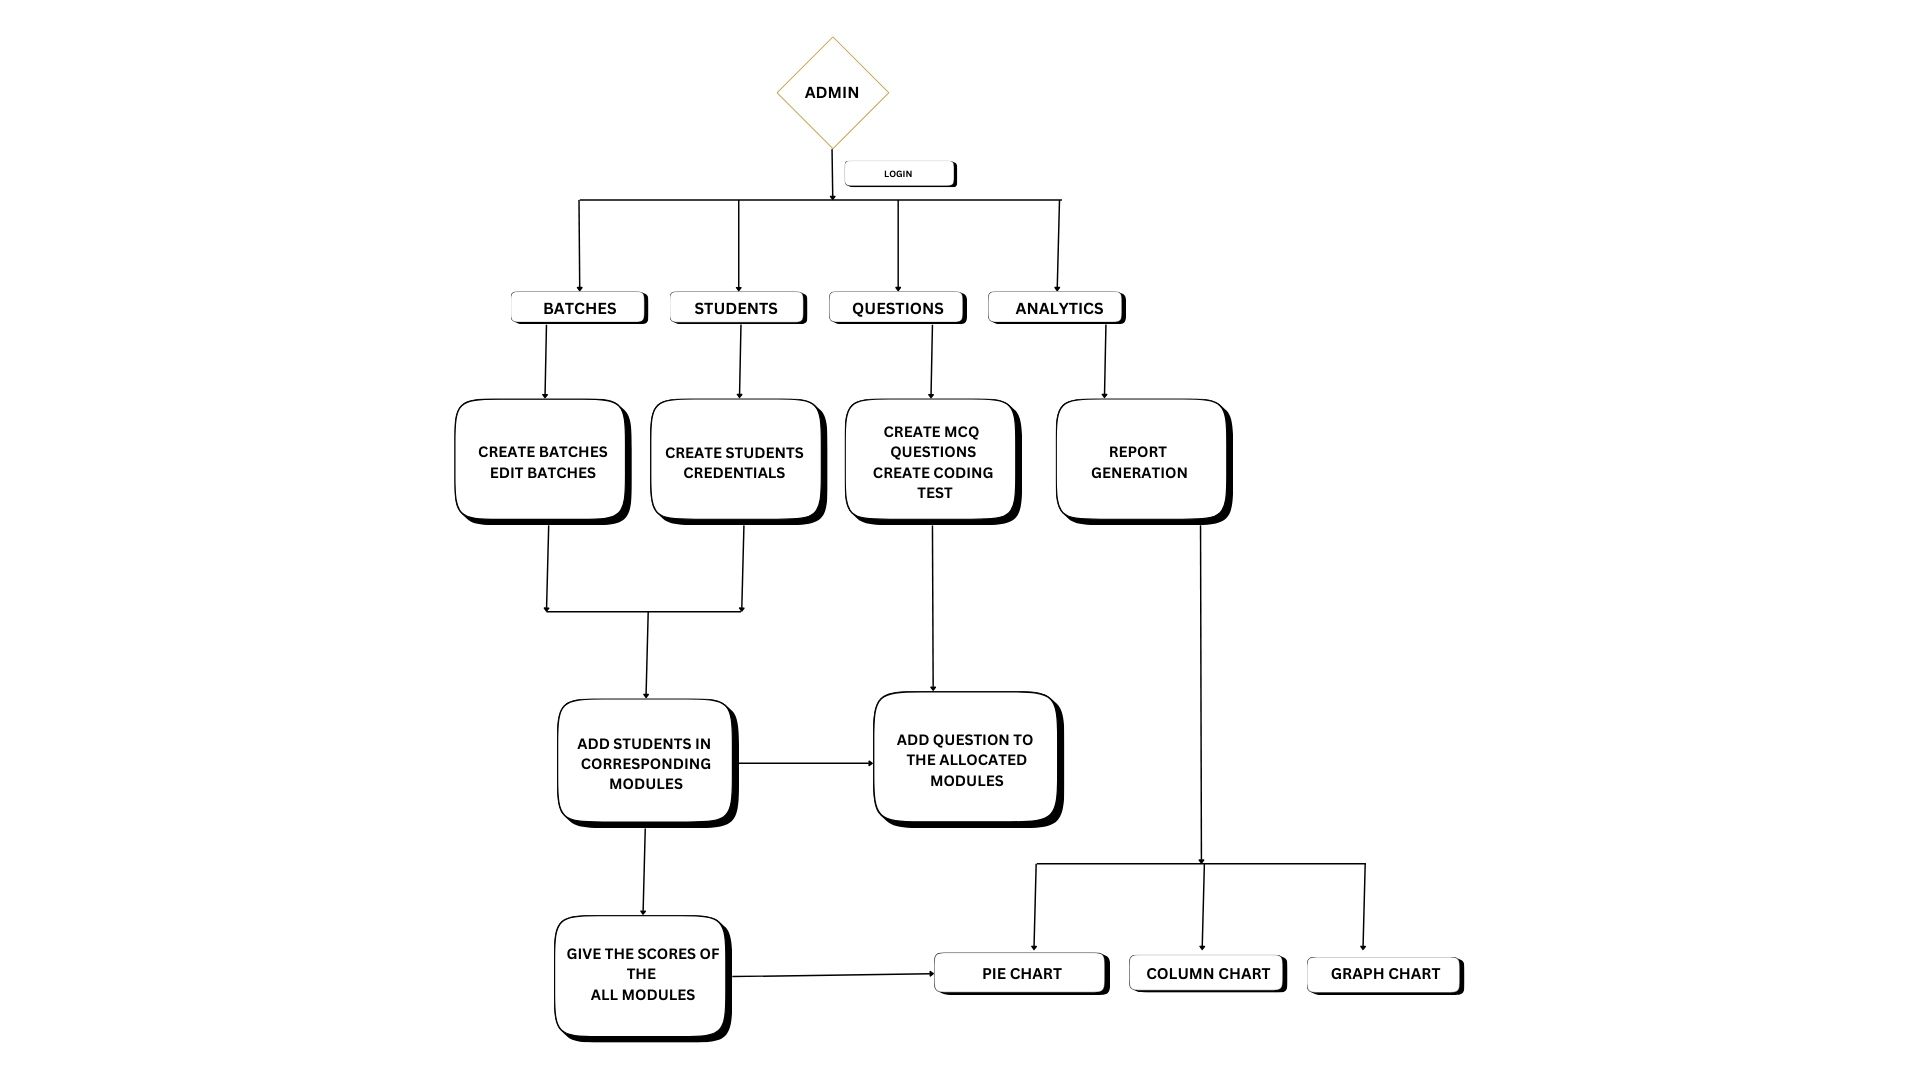 ADMIN
LOGIN
BATCHES
STUDENTS
QUESTIONS
ANALYTICS
CREATE BATCHES
EDIT BATCHES
CREATE STUDENTS
CREDENTIALS
CREATE MCQ
QUESTIONS
CREATE CODING
TEST
REPORT
GENERATION
ADD STUDENTS IN
CORRESPONDING
MODULES
ADD QUESTION TO
THE ALLOCATED
MODULES
GIVE THE SCORES OF
THE
ALL MODULES
PIE CHART
COLUMN CHART
GRAPH CHART